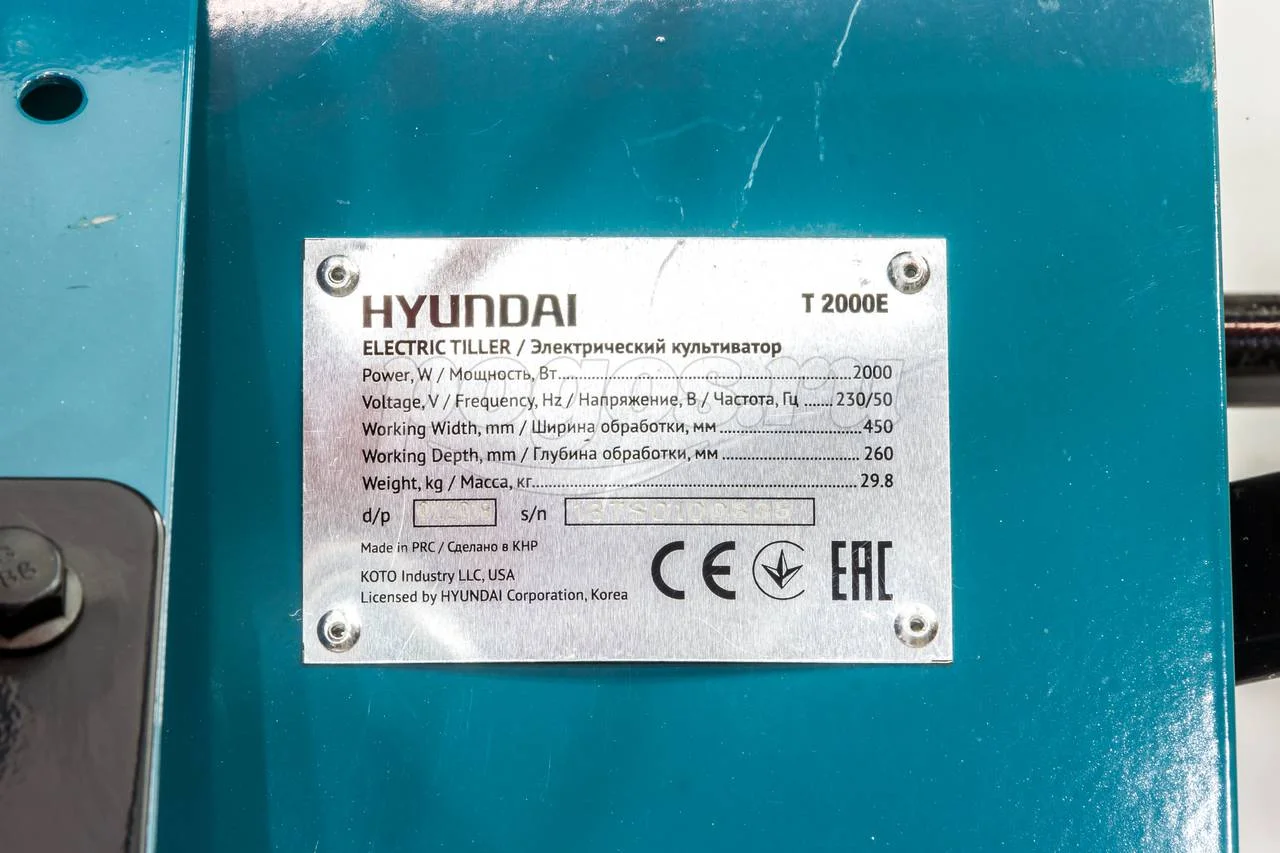 HYUNDAI T 2000E
ELECTRIC TILLER / Электрический культиватор
Power, W / Мощность, Вт..........2000
Voltage, V / Frequency, Hz / Напряжение, В / Частота, Гц ......230/50
Working Width, mm / Ширина обработки, мм ..........450
Working Depth, mm / Глубина обработки, мм ..........260
Weight, kg / Масса, кг..........29.8
d/p s/n
Made in PRC / Сделано в КНР
KOTO Industry LLC, USA
Licensed by HYUNDAI Corporation, Korea
CE EAC